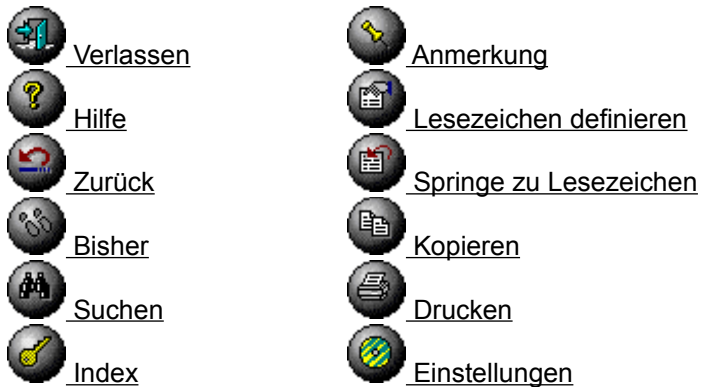 Verlassen
Hilfe
Zurück
Bisher
Suchen
Index
Anmerkung
Lesezeichen definieren
Springe zu Lesezeichen
Kopieren
Drucken
Einstellungen